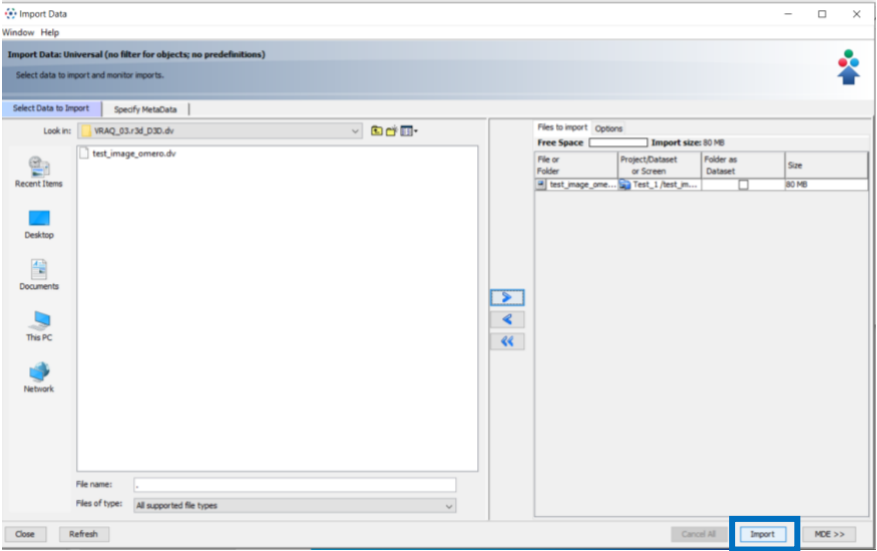 Import Data
Window Help
Import Data: Universal (no filter for objects; no predefinitions)
Select data to import and monitor imports.
Select Data to Import Specify MetaData
Look in: VRAQ_03.r3d_D3D.dv
test_image_omero.dv
Recent Items
Desktop
Documents
This PC
Network
File name: .
Files of type: All supported file types
Files to import Options
Free Space Import size: 80 MB
File or Folder Project/Dataset or Screen Folder as Dataset Size
test_image_ome... Test_1 /test_im... 80 MB
Close Refresh Cancel All Import MDE >>